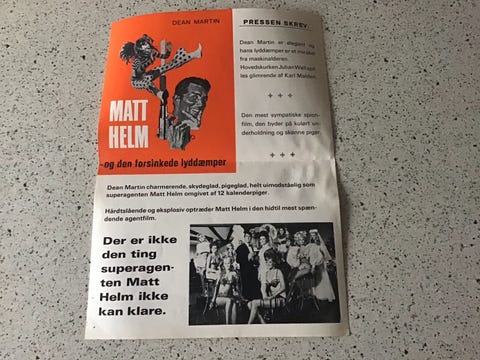 DEAN MARTIN
MATT
HELM
og den forsinkede lyddæmper
PRESSEN SKREV:
Dean Martin er elegant og
hans lyddæmper er et mirakel
fra maskinalderen.
Hovedskurken Julian Wall spil
les glimrende af Karl Malden.
+ + +
Den mest sympatiske spion-
film, den byder på kulørt un
derholdning og skønne piger.
+ + +
Dean Martin charmerende, skydeglad, pigeglad, helt uimodståelig som
superagenten Matt Helm omgivet af 12 kalenderpiger.
Hårdtslående og eksplosiv optræder Matt Helm i den hidtil mest spæn-
dende agentfilm.
Der er ikke
den ting
superagen-
ten Matt
Helm ikke
kan klare.